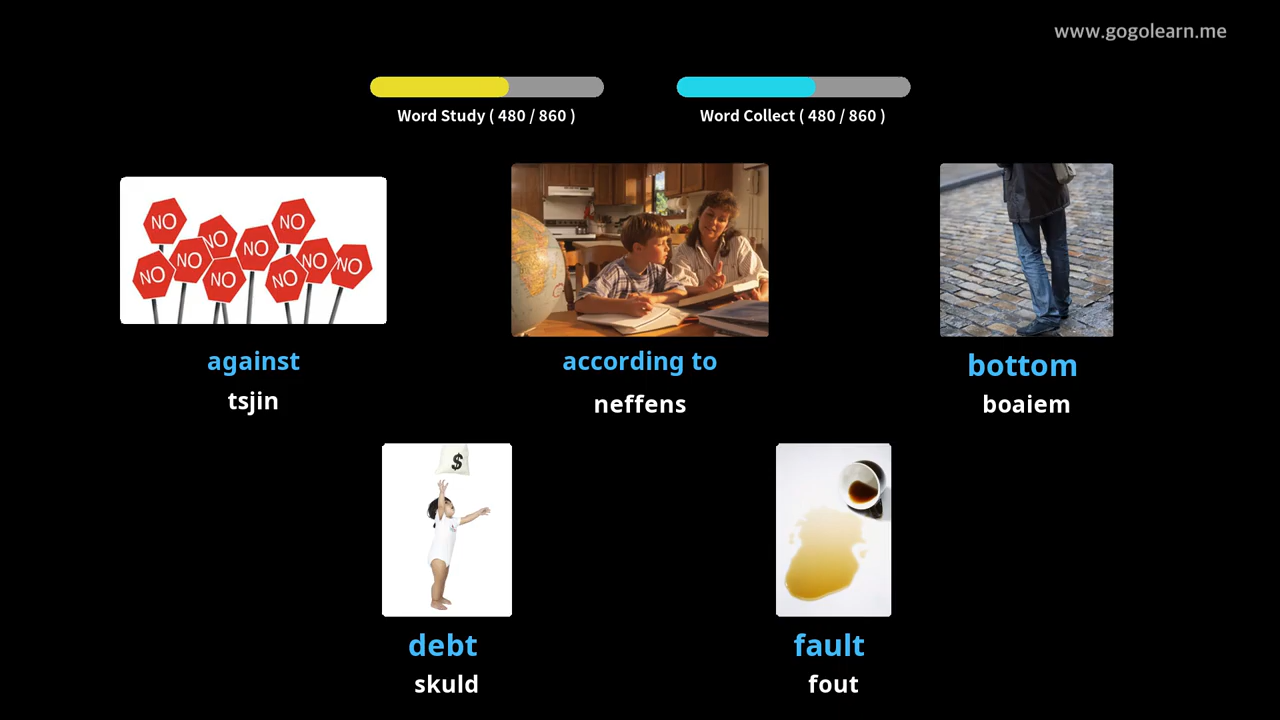 www.gogolearn.me
Word Study ( 480 / 860 )
Word Collect ( 480 / 860 )
NO
NO
NO
NO
NO
NO
NO
NO
NO
against
tsjin
according to
neffens
bottom
boaiem
$
debt
skuld
fault
fout